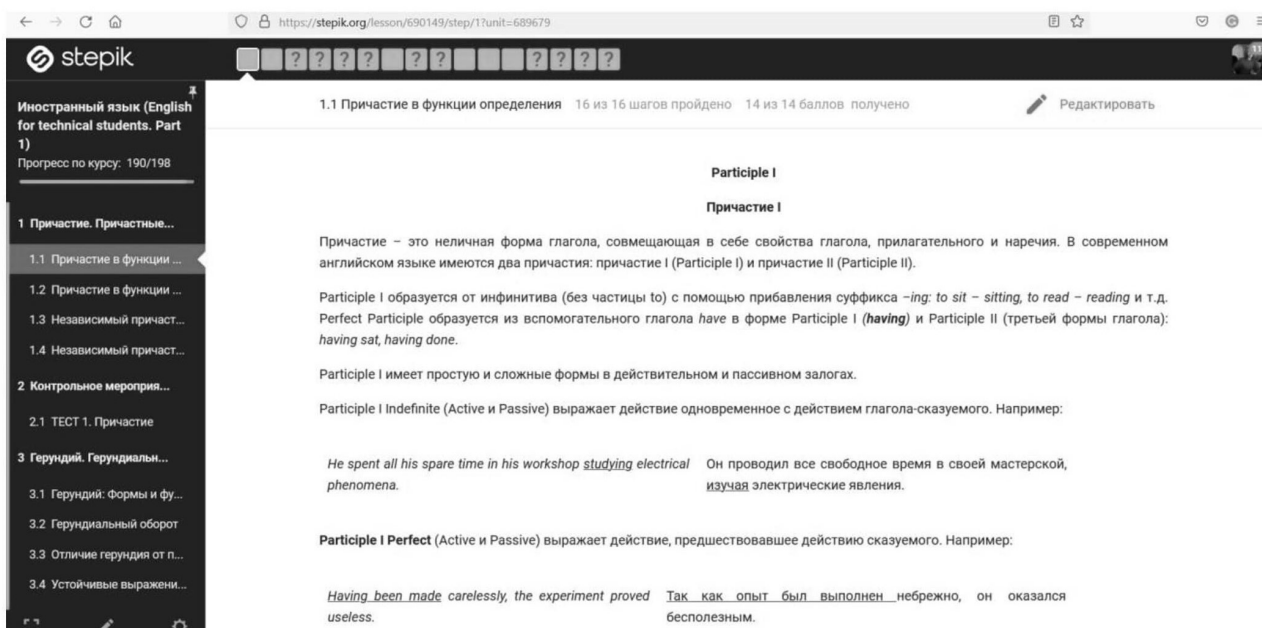 https://stepik.org/lesson/690149/step/1?unit=689679
stepik
? ? ? ? ? ? ? ? ? ?
11
Иностранный язык (English
for technical students. Part
1)
Прогресс по курсу: 190/198
1 Причастие. Причастные...
1.1 Причастие в функции ...
1.2 Причастие в функции ...
1.3 Независимый причаст...
1.4 Независимый причаст...
2 Контрольное мероприя...
2.1 ТЕСТ 1. Причастие
3 Герундий. Герундиальн...
3.1 Герундий: Формы и фу...
3.2 Герундиальный оборот
3.3 Отличие герундия от п...
3.4 Устойчивые выражени...
1.1 Причастие в функции определения 16 из 16 шагов пройдено 14 из 14 баллов получено
Редактировать
Participle I
Причастие I
Причастие – это неличная форма глагола, совмещающая в себе свойства глагола, прилагательного и наречия. В современном
английском языке имеются два причастия: причастие I (Participle I) и причастие II (Participle II).
Participle I образуется от инфинитива (без частицы to) с помощью прибавления суффикса –ing: to sit – sitting, to read – reading и т.д.
Perfect Participle образуется из вспомогательного глагола have в форме Participle I (having) и Participle II (третьей формы глагола):
having sat, having done.
Participle I имеет простую и сложные формы в действительном и пассивном залогах.
Participle I Indefinite (Active и Passive) выражает действие одновременное с действием глагола-сказуемого. Например:
He spent all his spare time in his workshop studying electrical
phenomena.
Он проводил все свободное время в своей мастерской,
изучая электрические явления.
Participle I Perfect (Active и Passive) выражает действие, предшествовавшее действию сказуемого. Например:
Having been made carelessly, the experiment proved
useless.
Так как опыт был выполнен небрежно, он оказался
бесполезным.